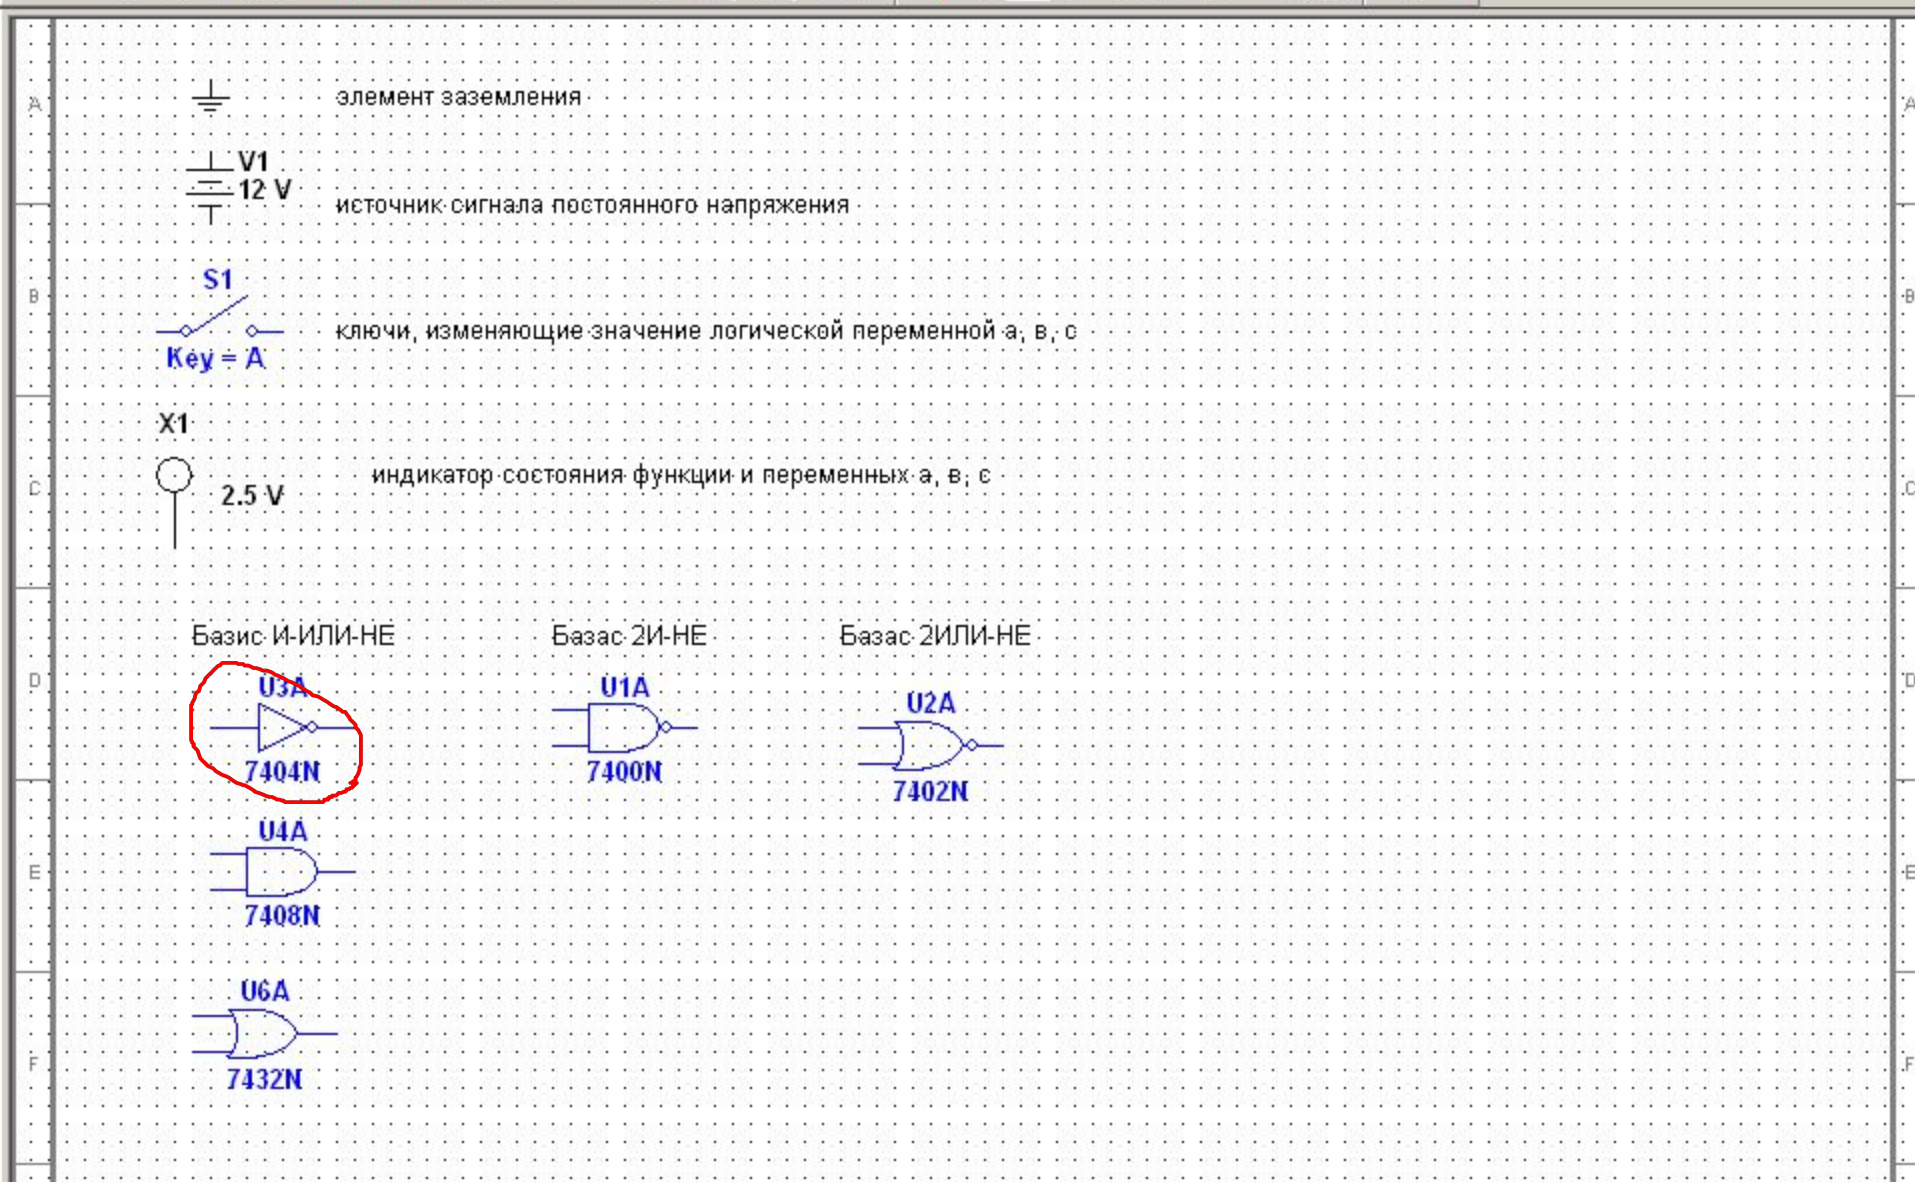 A A
элемент заземления
V1
12 V
источник сигнала постоянного напряжения
S1
B B
ключи, изменяющие значение логической переменной а, в, с
Key = A
X1
индикатор состояния функции и переменных а, в, с
C C
2.5 V
Базис И-ИЛИ-НЕ Базас 2И-НЕ Базас 2ИЛИ-НЕ
D D
U3A U1A U2A
7404N 7400N 7402N
U4A
E E
7408N
U6A
F F
7432N